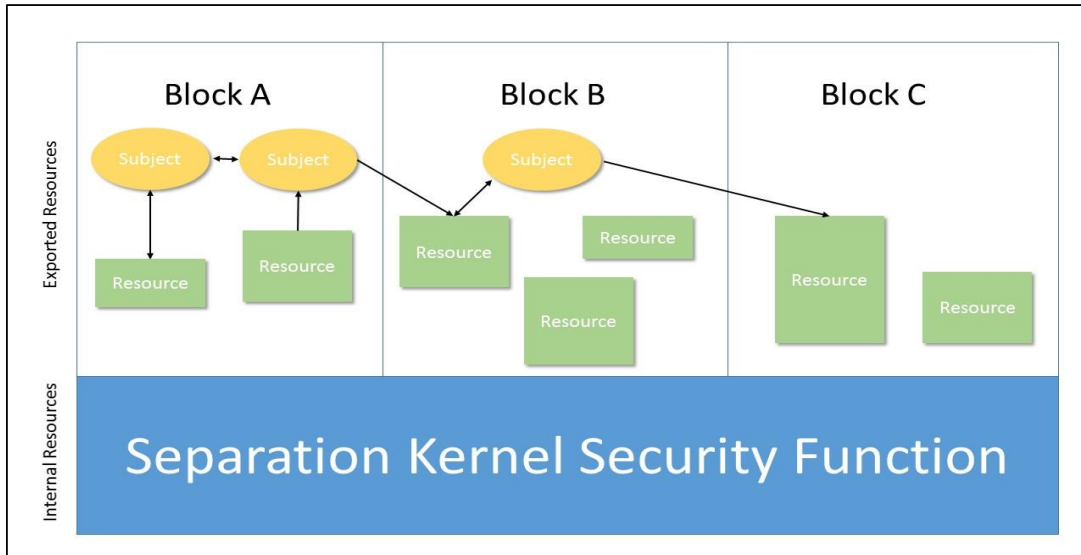 Block A
Block B
Block C
Exported Resources
Subject
Subject
Subject
Resource
Resource
Resource
Resource
Resource
Resource
Resource
Internal Resources
Separation Kernel Security Function